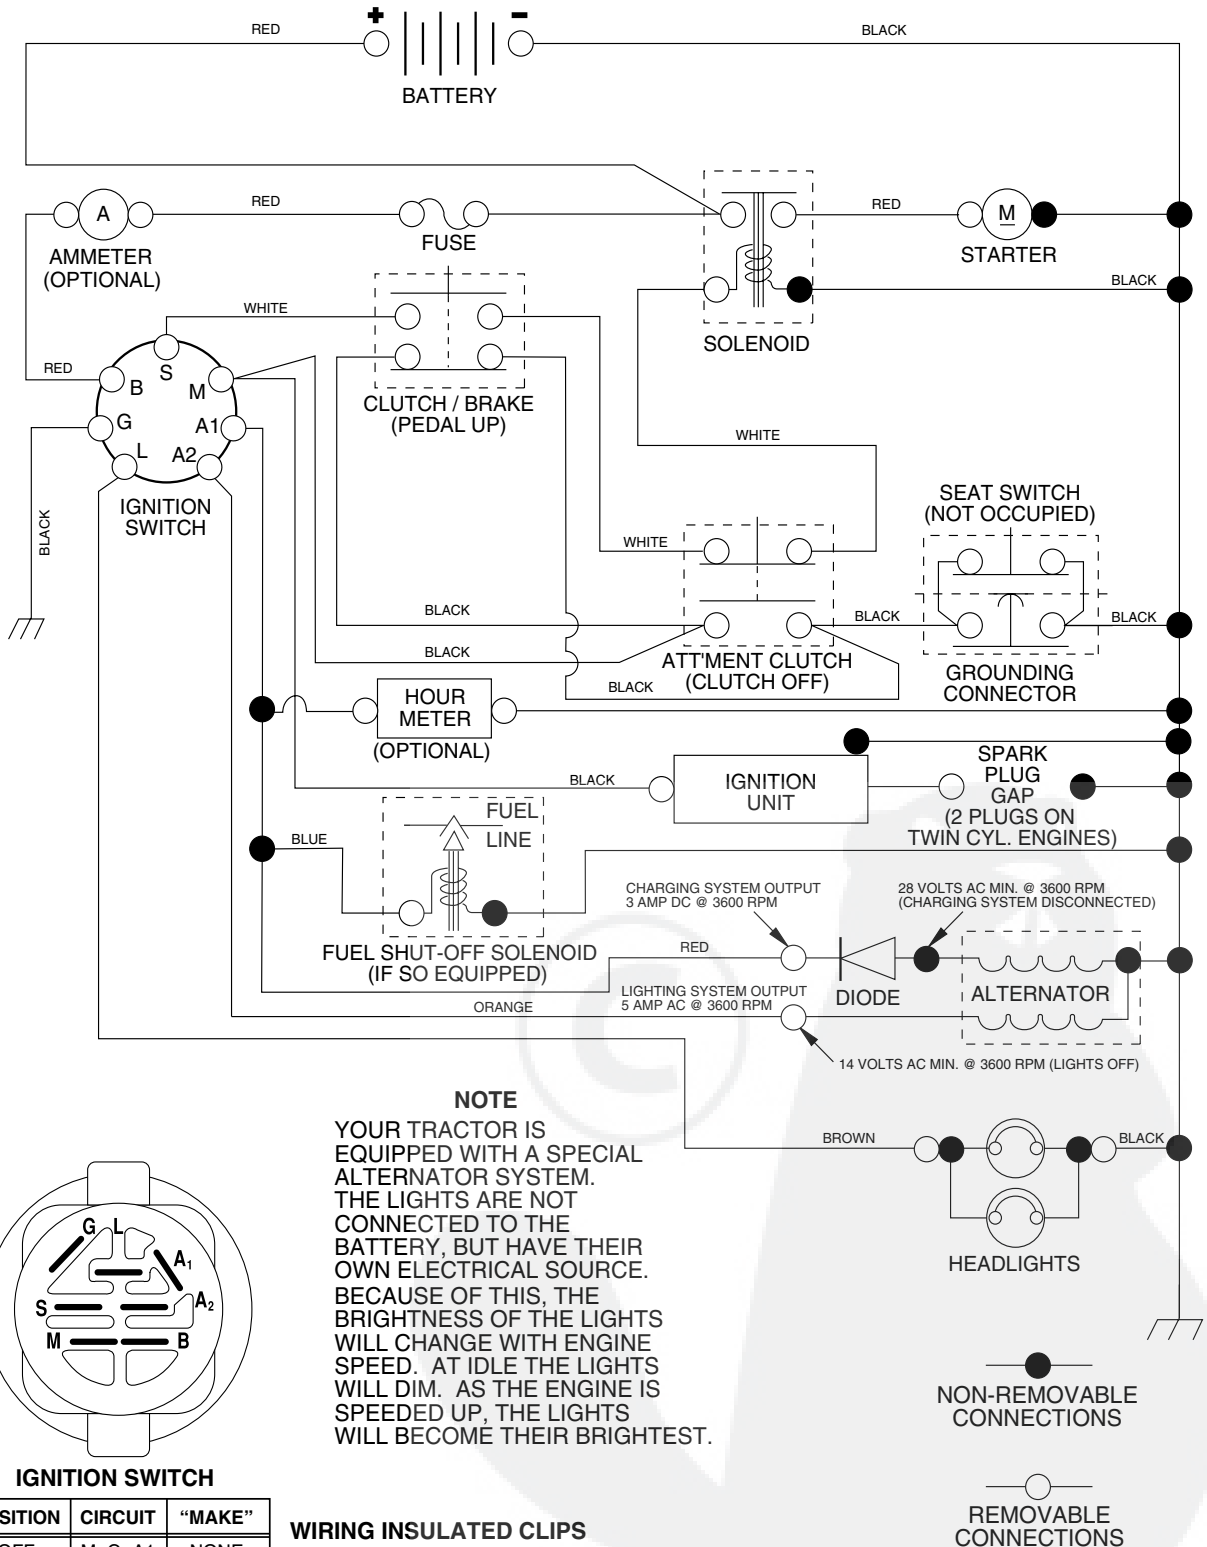 + −
RED
BLACK
BATTERY
RED
A
AMMETER
(OPTIONAL)
FUSE
RED
M
STARTER
BLACK
SOLENOID
WHITE
CLUTCH / BRAKE
(PEDAL UP)
RED
S
B
M
G
A1
L
A2
IGNITION
SWITCH
BLACK
WHITE
WHITE
SEAT SWITCH
(NOT OCCUPIED)
BLACK
BLACK
BLACK
BLACK
BLACK
ATT'MENT CLUTCH
(CLUTCH OFF)
GROUNDING
CONNECTOR
HOUR
METER
(OPTIONAL)
BLACK
IGNITION
UNIT
SPARK
PLUG
GAP
(2 PLUGS ON
TWIN CYL. ENGINES)
BLUE
FUEL
LINE
FUEL SHUT-OFF SOLENOID
(IF SO EQUIPPED)
CHARGING SYSTEM OUTPUT
3 AMP DC @ 3600 RPM
28 VOLTS AC MIN. @ 3600 RPM
(CHARGING SYSTEM DISCONNECTED)
RED
DIODE
ALTERNATOR
ORANGE
LIGHTING SYSTEM OUTPUT
5 AMP AC @ 3600 RPM
14 VOLTS AC MIN. @ 3600 RPM (LIGHTS OFF)
BROWN
BLACK
HEADLIGHTS
NOTE
YOUR TRACTOR IS
EQUIPPED WITH A SPECIAL
ALTERNATOR SYSTEM.
THE LIGHTS ARE NOT
CONNECTED TO THE
BATTERY, BUT HAVE THEIR
OWN ELECTRICAL SOURCE.
BECAUSE OF THIS, THE
BRIGHTNESS OF THE LIGHTS
WILL CHANGE WITH ENGINE
SPEED. AT IDLE THE LIGHTS
WILL DIM. AS THE ENGINE IS
SPEEDED UP, THE LIGHTS
WILL BECOME THEIR BRIGHTEST.
G L
A1
S A2
M B
IGNITION SWITCH
SITION CIRCUIT “MAKE”
WIRING INSULATED CLIPS
NON-REMOVABLE
CONNECTIONS
REMOVABLE
CONNECTIONS
©